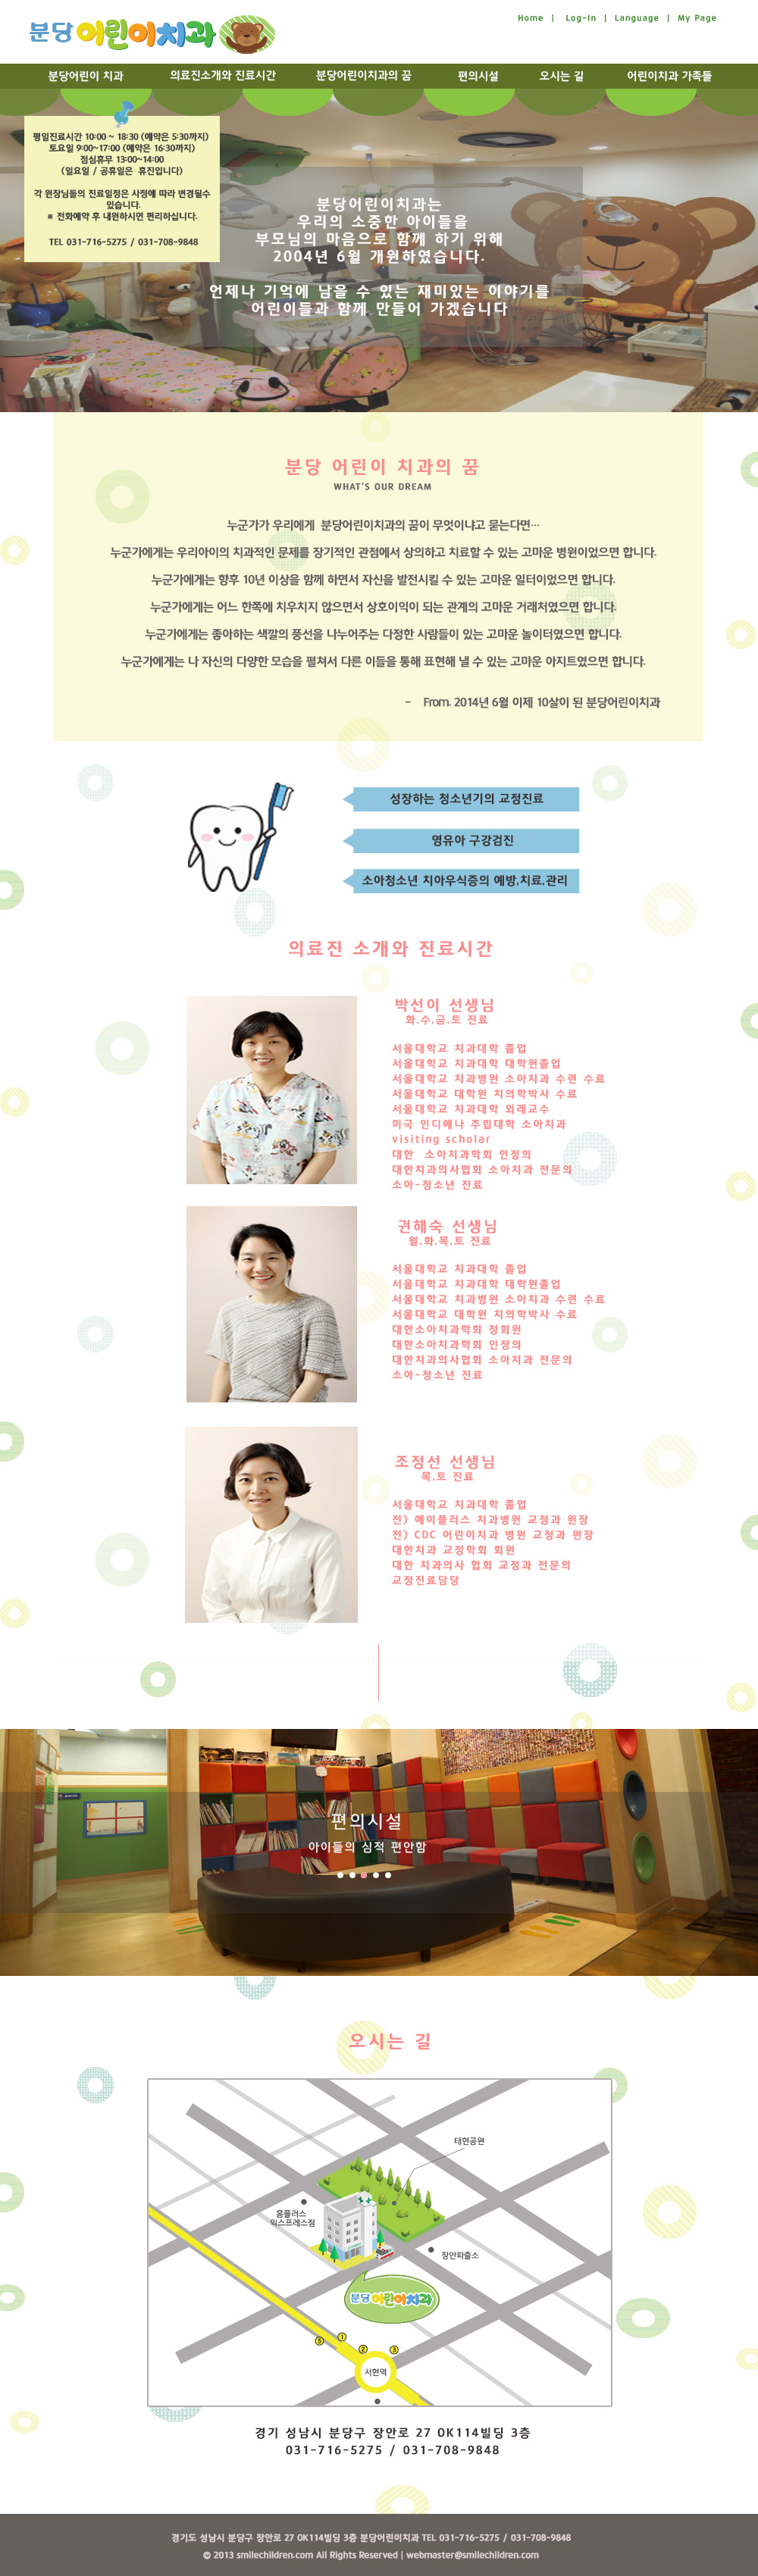 분당 어린이치과
Home | Log-In | Language | My Page
분당어린이 치과 의료진소개와 진료시간 분당어린이치과의 꿈 편의시설 오시는 길 어린이치과 가족들
평일진료시간 10:00 ~ 18:30 (예약은 5:30까지)
토요일 9:00~17:00 (예약은 16:30까지)
점심휴무 13:00~14:00
(일요일 / 공휴일은 휴진입니다)
각 원장님들의 진료일정은 사정에 따라 변경될수
있습니다.
※ 전화예약 후 내원하시면 편리하십니다.
TEL 031-716-5275 / 031-708-9848
분당어린이치과는
우리의 소중한 아이들을
부모님의 마음으로 함께 하기 위해
2004년 6월 개원하였습니다.
언제나 기억에 남을 수 있는 재미있는 이야기를
어린이들과 함께 만들어 가겠습니다
분당 어린이 치과의 꿈
WHAT'S OUR DREAM
누군가가 우리에게 분당어린이치과의 꿈이 무엇이냐고 묻는다면…
누군가에게는 우리아이의 치과적인 문제를 장기적인 관점에서 상의하고 치료할 수 있는 고마운 병원이었으면 합니다.
누군가에게는 향후 10년 이상을 함께 하면서 자신을 발전시킬 수 있는 고마운 일터이었으면 합니다.
누군가에게는 어느 한쪽에 치우치지 않으면서 상호이익이 되는 관계의 고마운 거래처였으면 합니다.
누군가에게는 좋아하는 색깔의 풍선을 나누어주는 다정한 사람들이 있는 고마운 놀이터였으면 합니다.
누군가에게는 나 자신의 다양한 모습을 펼쳐서 다른 이들을 통해 표현해 낼 수 있는 고마운 아지트였으면 합니다.
- From. 2014년 6월 이제 10살이 된 분당어린이치과
성장하는 청소년기의 교정진료
영유아 구강검진
소아청소년 치아우식증의 예방,치료,관리
의료진 소개와 진료시간
박선이 선생님
화.수.금.토 진료
서울대학교 치과대학 졸업
서울대학교 치과대학 대학원졸업
서울대학교 치과병원 소아치과 수련 수료
서울대학교 대학원 치의학박사 수료
서울대학교 치과대학 외래교수
미국 인디애나 주립대학 소아치과
visiting scholar
대한 소아치과학회 인정의
대한치과의사협회 소아치과 전문의
소아-청소년 진료
권해숙 선생님
월.화.목.토 진료
서울대학교 치과대학 졸업
서울대학교 치과대학 대학원졸업
서울대학교 치과병원 소아치과 수련 수료
서울대학교 대학원 치의학박사 수료
대한소아치과학회 정회원
대한소아치과학회 인정의
대한치과의사협회 소아치과 전문의
소아-청소년 진료
조정선 선생님
목.토 진료
서울대학교 치과대학 졸업
전) 에이플러스 치과병원 교정과 원장
전) CDC 어린이치과 병원 교정과 원장
대한치과 교정학회 회원
대한 치과의사 협회 교정과 전문의
교정진료담당
편의시설
아이들의 심적 편안함
오시는 길
태현공원
홈플러스
익스프레스점
장안파출소
분당 어린이치과
5 1 2 3
서현역
경기 성남시 분당구 장안로 27 OK114빌딩 3층
031-716-5275 / 031-708-9848
경기도 성남시 분당구 장안로 27 OK114빌딩 3층 분당어린이치과 TEL 031-716-5275 / 031-708-9848
© 2013 smilechildren.com All Rights Reserved | webmaster@smilechildren.com